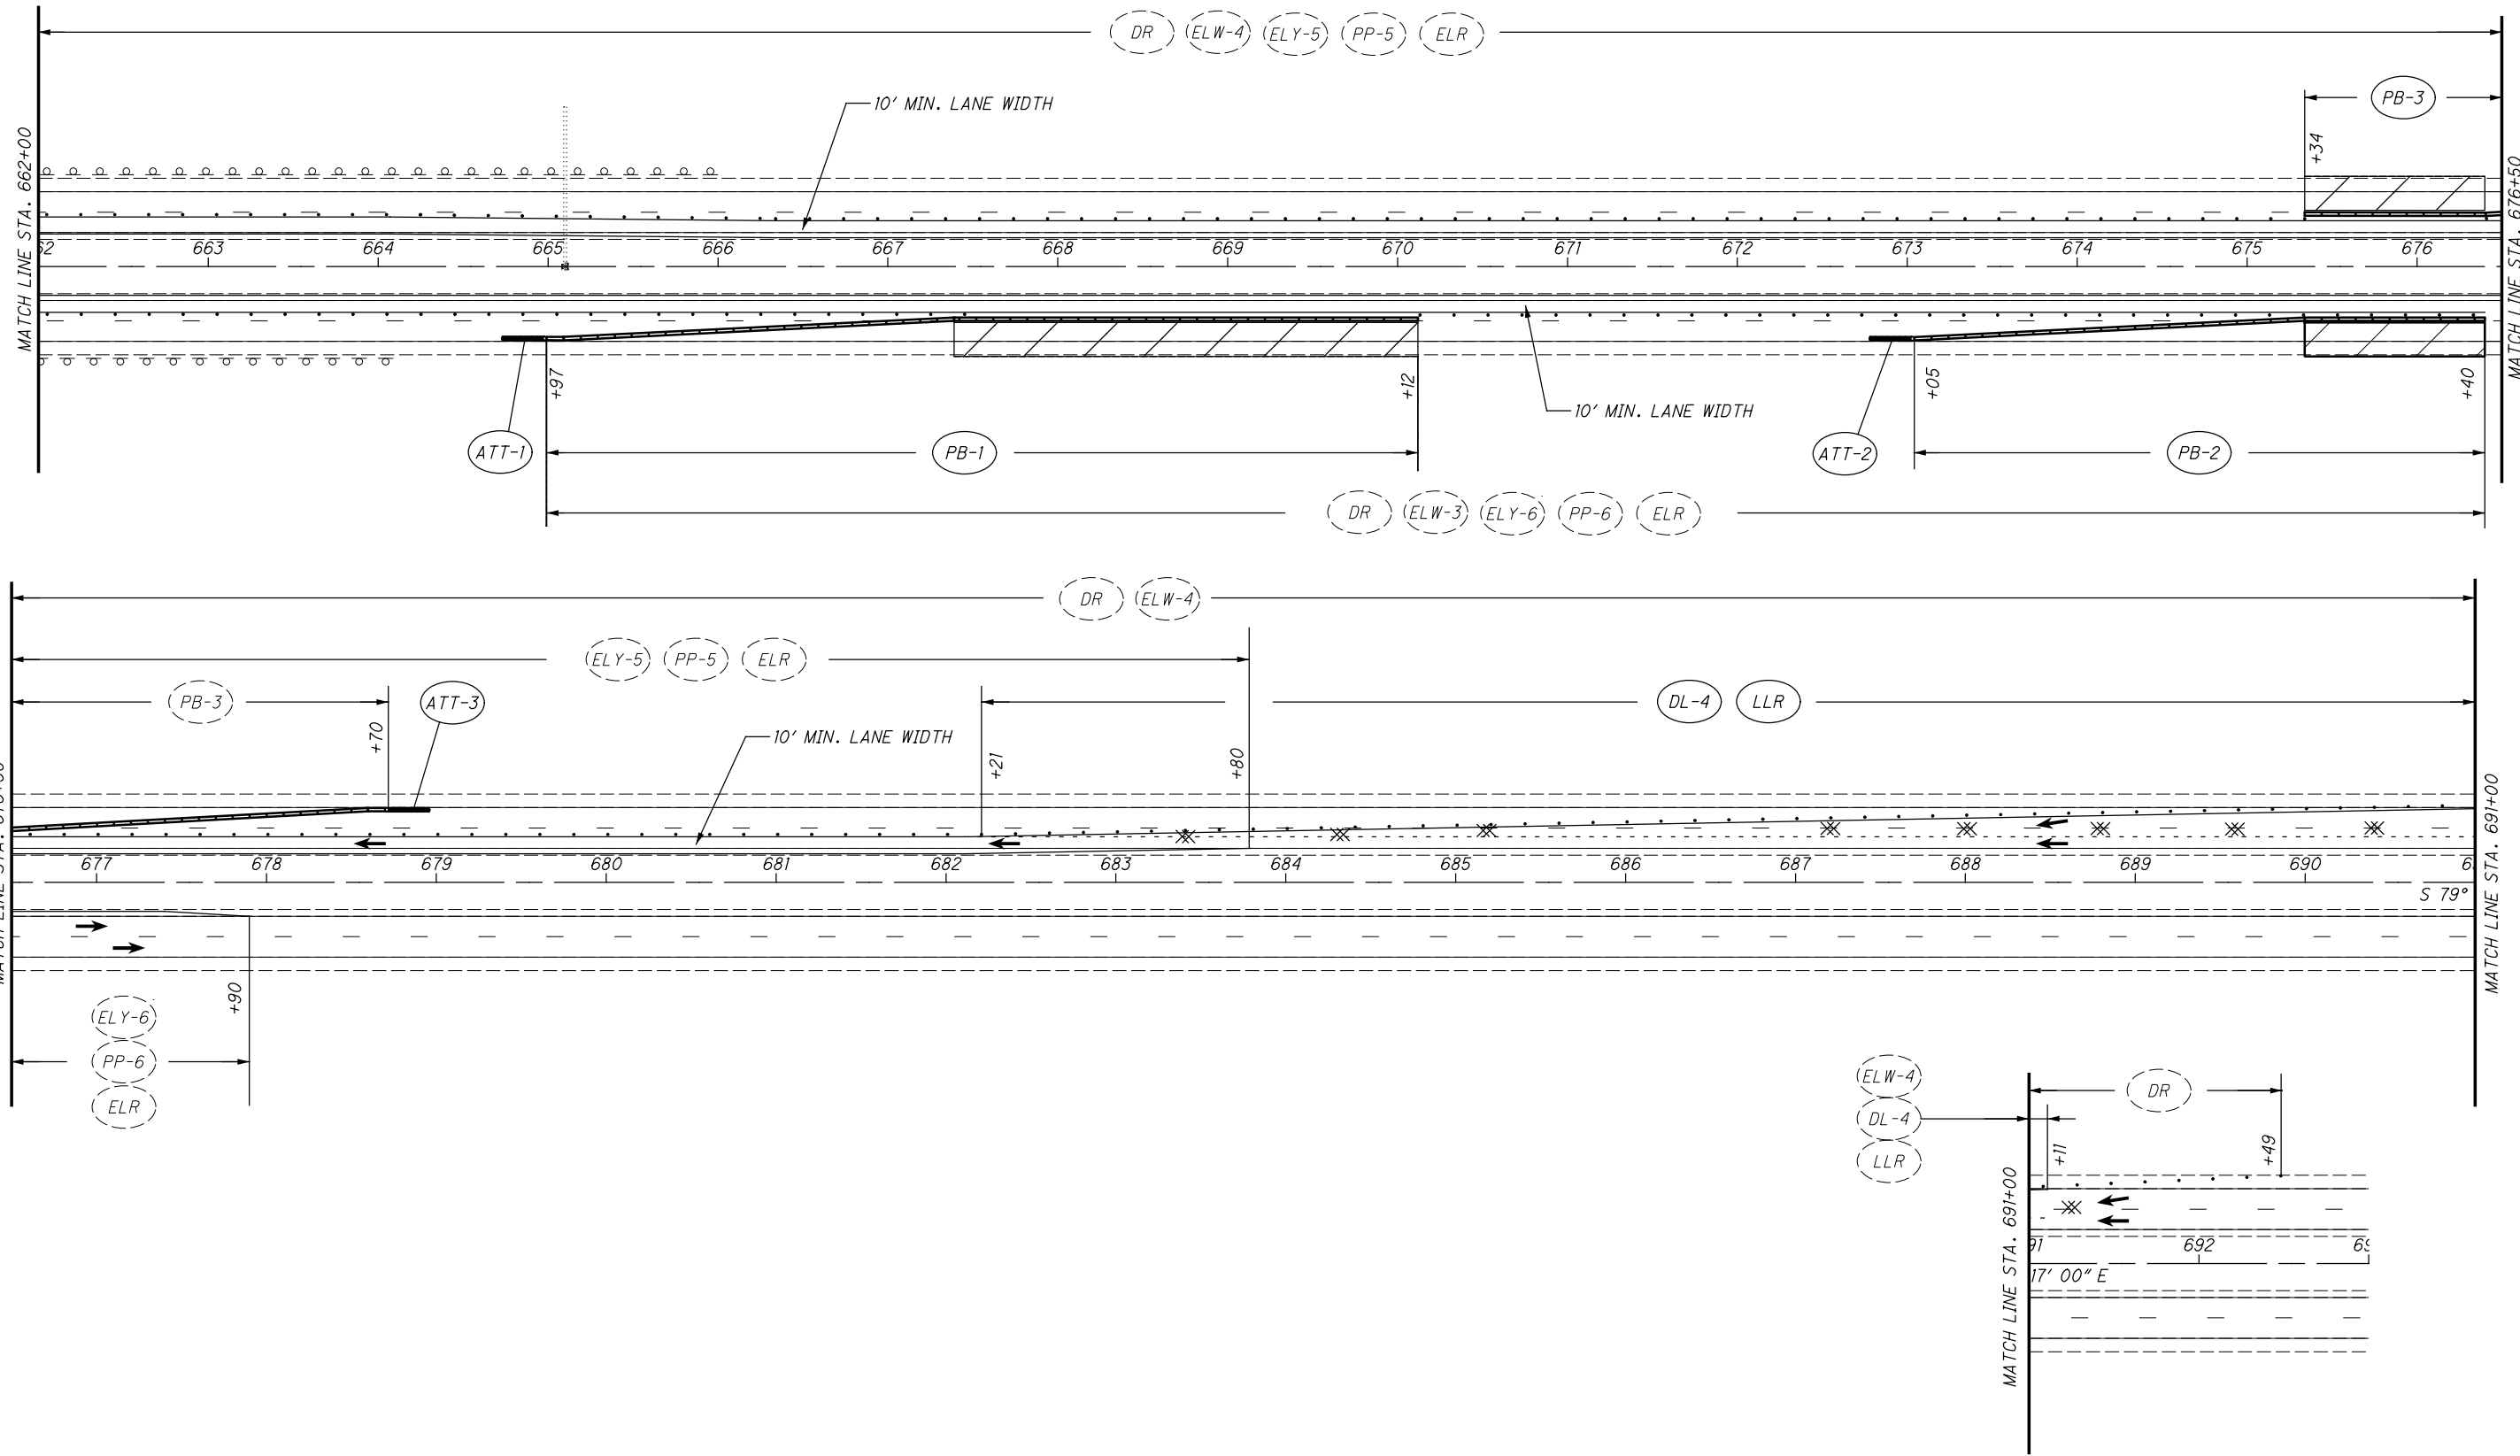 DR ELW-4 ELY-5 PP-5 ELR
PB-3
10' MIN. LANE WIDTH
+34
MATCH LINE STA. 662+00
MATCH LINE STA. 676+50
62 663 664 665 666 667 668 669 670 671 672 673 674 675 676
+97
+12
+05
+40
10' MIN. LANE WIDTH
ATT-1
PB-1
ATT-2
PB-2
DR ELW-3 ELY-6 PP-6 ELR
DR ELW-4
ELY-5 PP-5 ELR
PB-3
ATT-3
DL-4 LLR
+70
10' MIN. LANE WIDTH
+21
+80
MATCH LINE STA. 691+00
677 678 679 680 681 682 683 684 685 686 687 688 689 690
S 79°
+90
ELY-6
PP-6
ELR
ELW-4
DL-4
LLR
DR
+11
+49
MATCH LINE STA. 691+00
91 692
17' 00" E